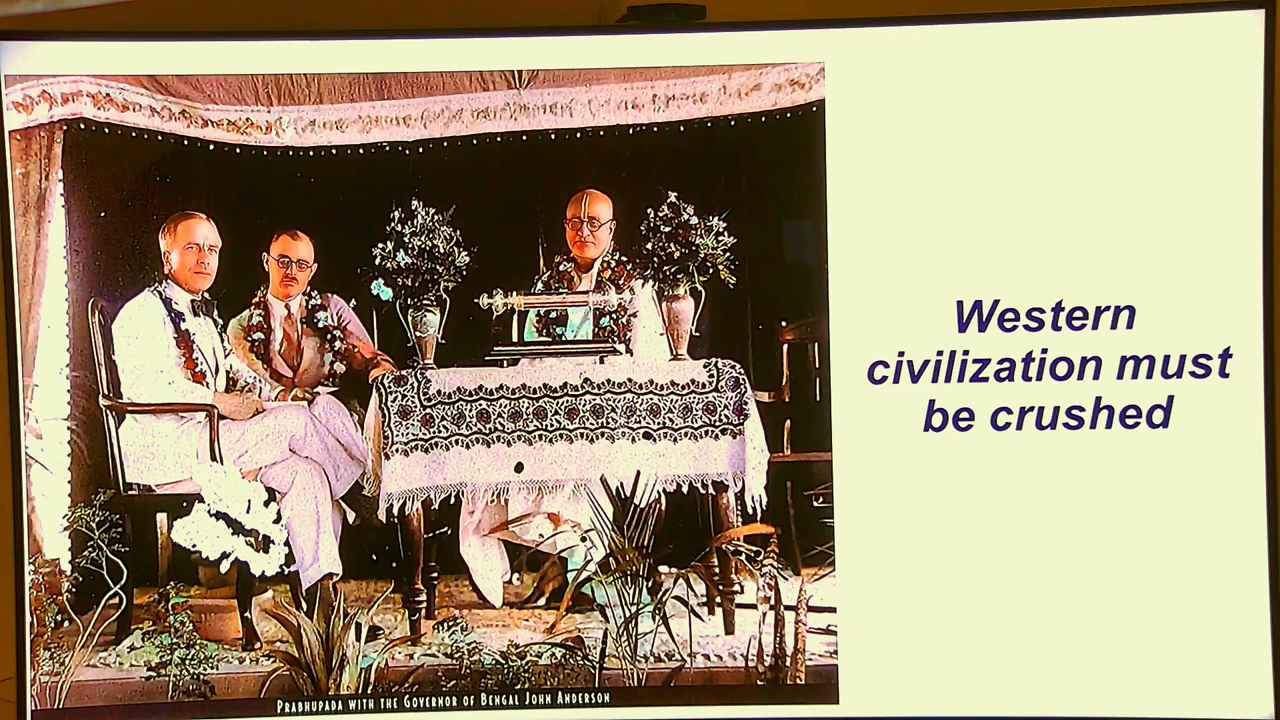 Western
civilization must
be crushed
PRABHUPADA WITH THE GOVERNOR OF BENGAL JOHN ANDERSON